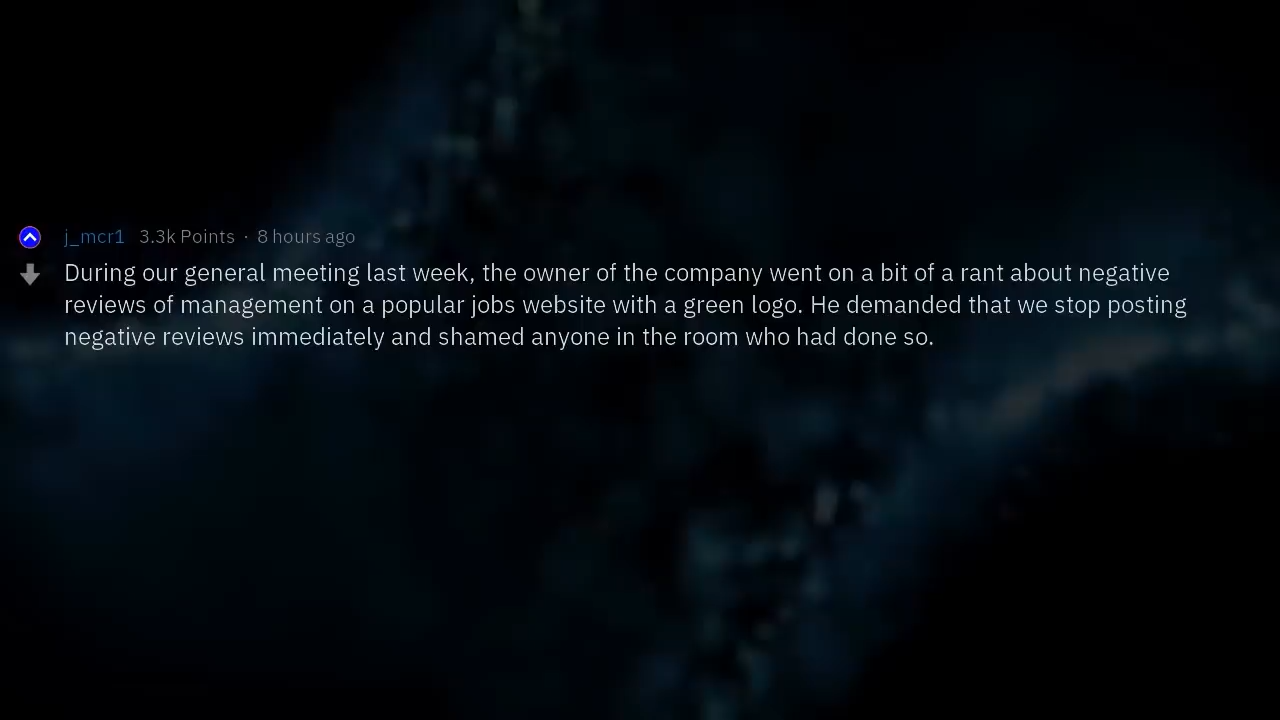 j_mcr1 3.3k Points · 8 hours ago
During our general meeting last week, the owner of the company went on a bit of a rant about negative
reviews of management on a popular jobs website with a green logo. He demanded that we stop posting
negative reviews immediately and shamed anyone in the room who had done so.